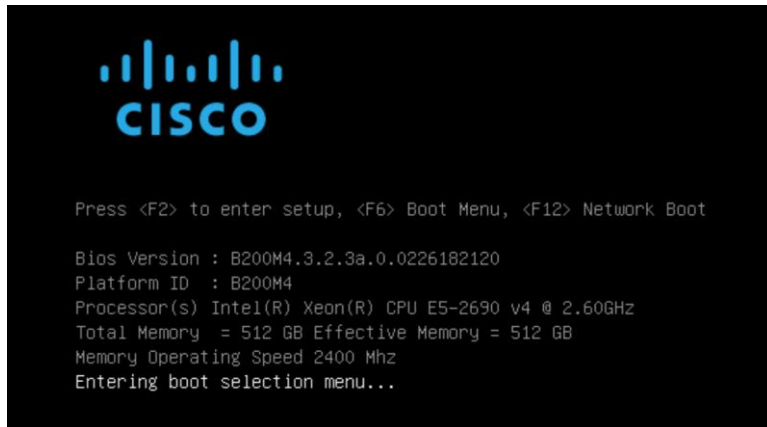 CISCO
Press <F2> to enter setup, <F6> Boot Menu, <F12> Network Boot
Bios Version : B200M4.3.2.3a.0.0226182120
Platform ID : B200M4
Processor(s) Intel(R) Xeon(R) CPU E5-2690 v4 @ 2.60GHz
Total Memory = 512 GB Effective Memory = 512 GB
Memory Operating Speed 2400 Mhz
Entering boot selection menu...